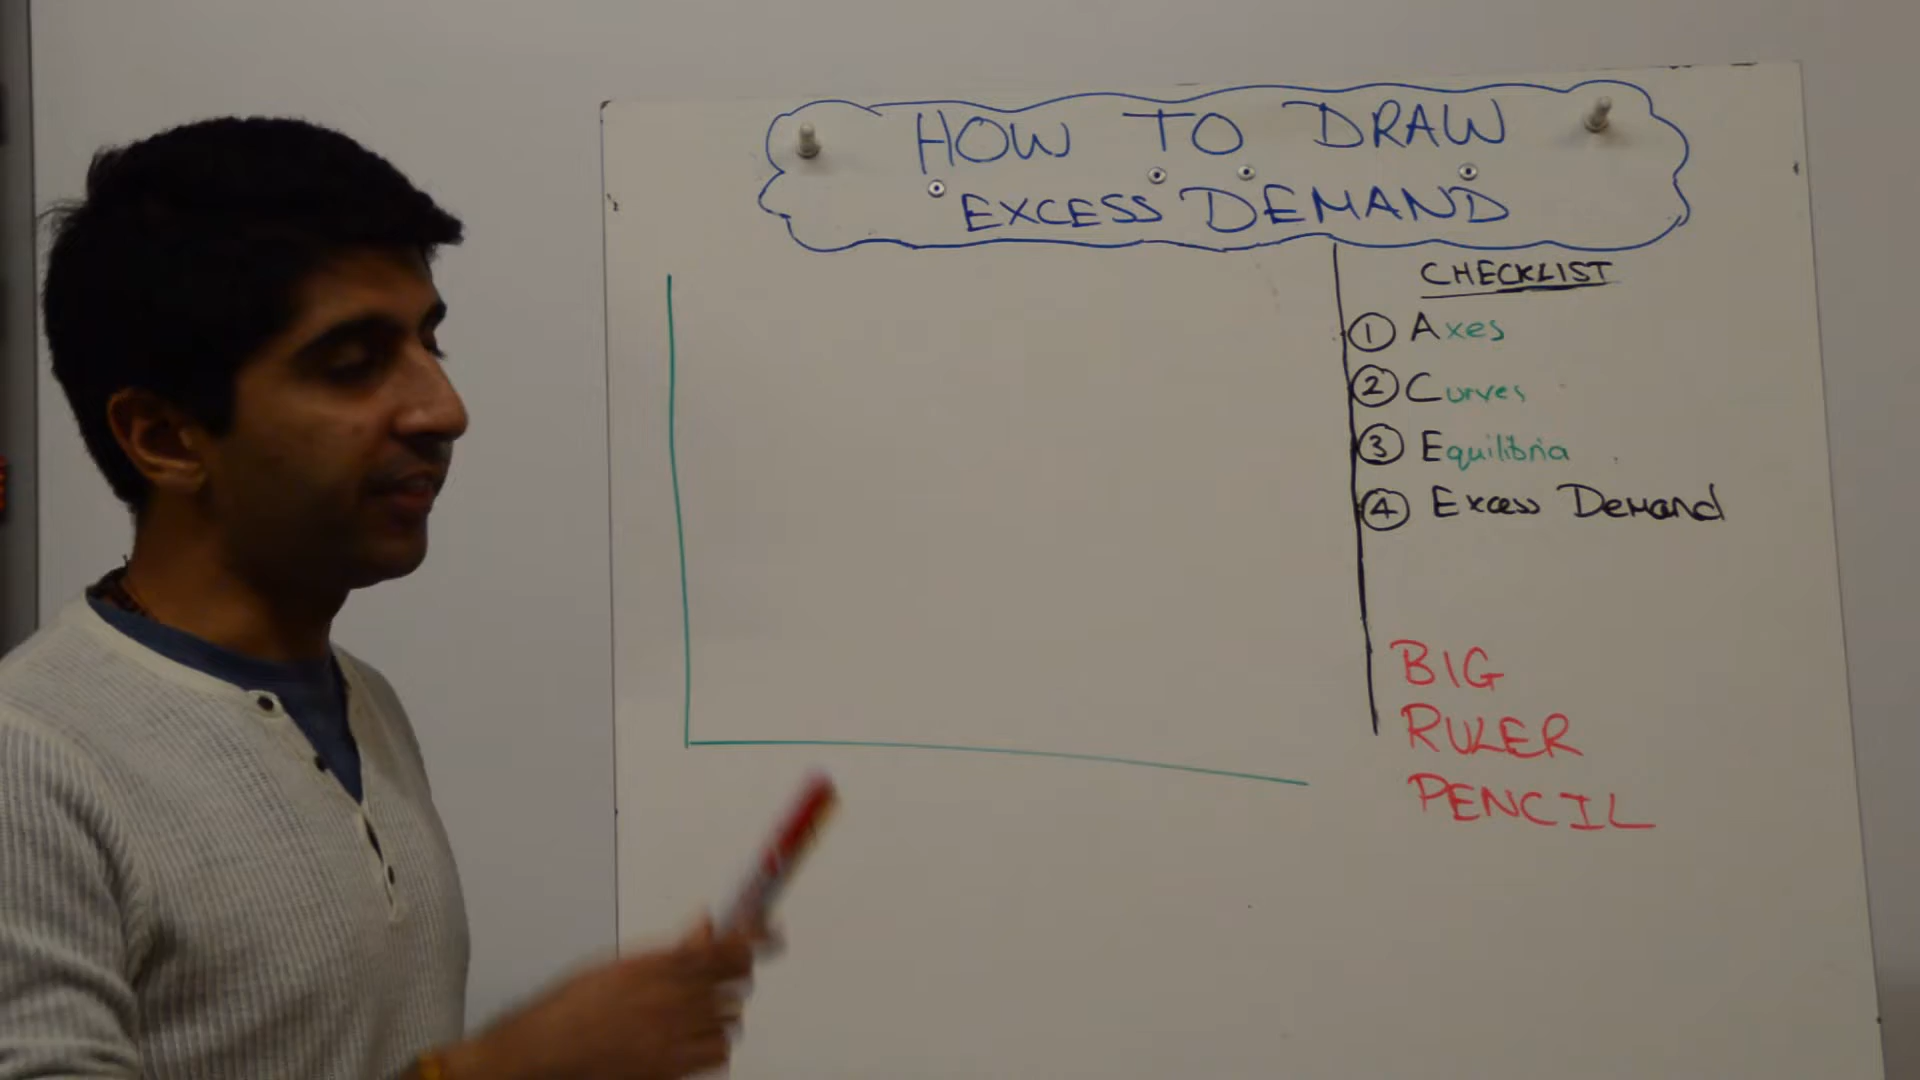 HOW TO DRAW
EXCESS DEMAND
CHECKLIST
1 Axes
2 Curves
3 Equilibria
4 Excess Demand
BIG
RULER
PENCIL